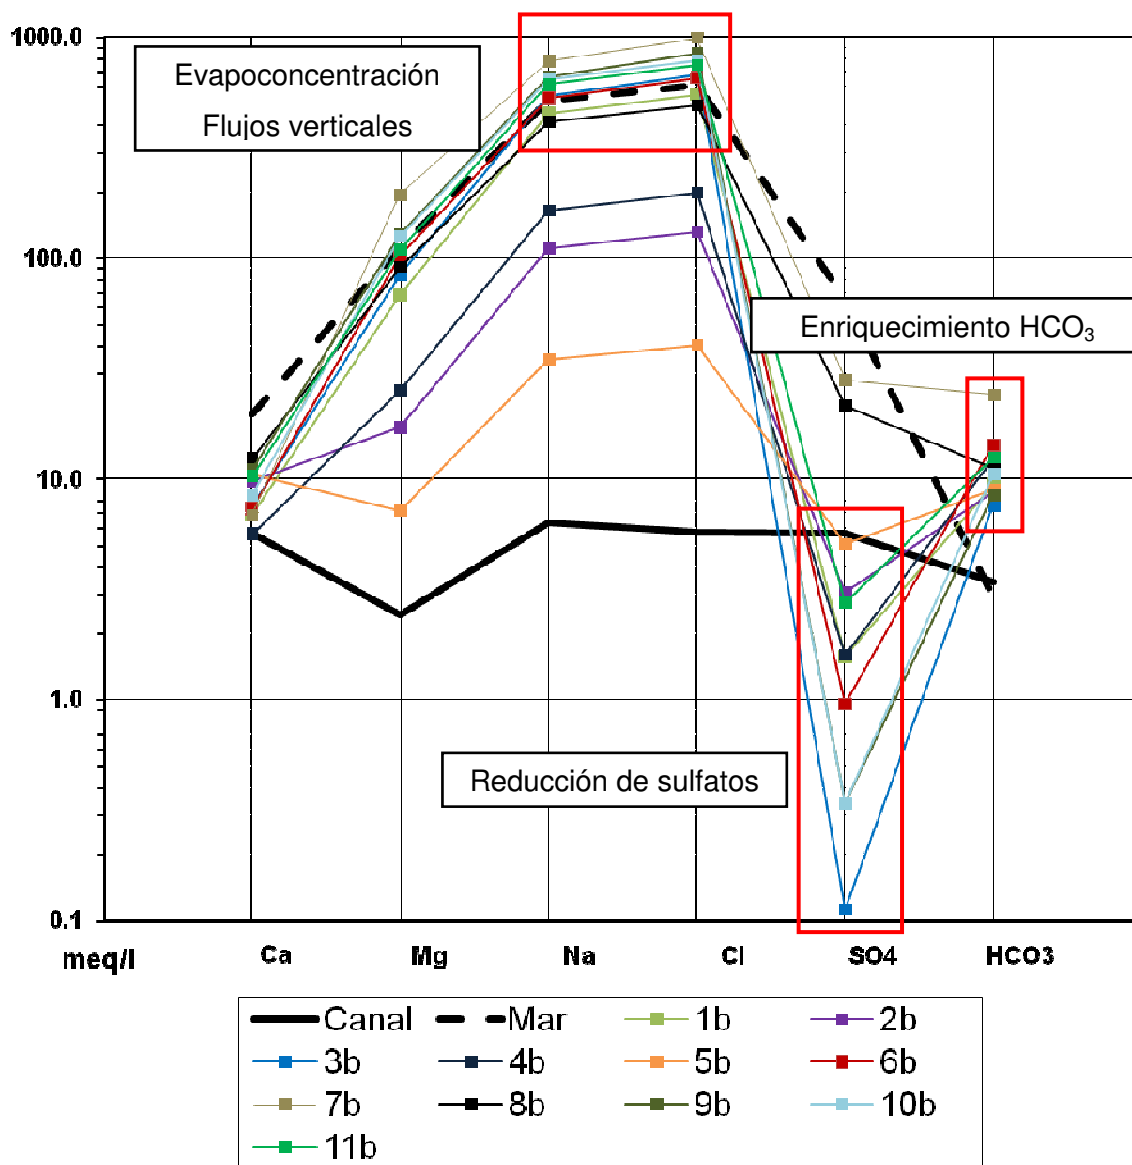 1000.0
Evapoconcentración
Flujos verticales
100.0
Enriquecimiento HCO₃
10.0
1.0
Reducción de sulfatos
0.1
meq/l Ca Mg Na Cl SO4 HCO3
Canal Mar 1b 2b
3b 4b 5b 6b
7b 8b 9b 10b
11b